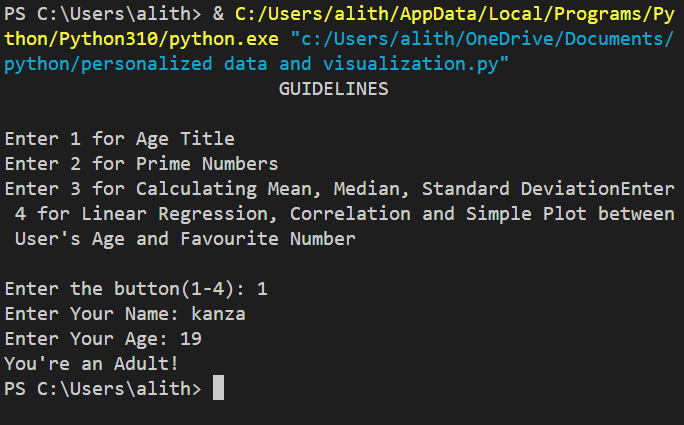 PS C:\Users\alith> & C:/Users/alith/AppData/Local/Programs/Py
thon/Python310/python.exe "c:/Users/alith/OneDrive/Documents/
python/personalized data and visualization.py"
GUIDELINES
Enter 1 for Age Title
Enter 2 for Prime Numbers
Enter 3 for Calculating Mean, Median, Standard DeviationEnter
4 for Linear Regression, Correlation and Simple Plot between
User's Age and Favourite Number
Enter the button(1-4): 1
Enter Your Name: kanza
Enter Your Age: 19
You're an Adult!
PS C:\Users\alith>